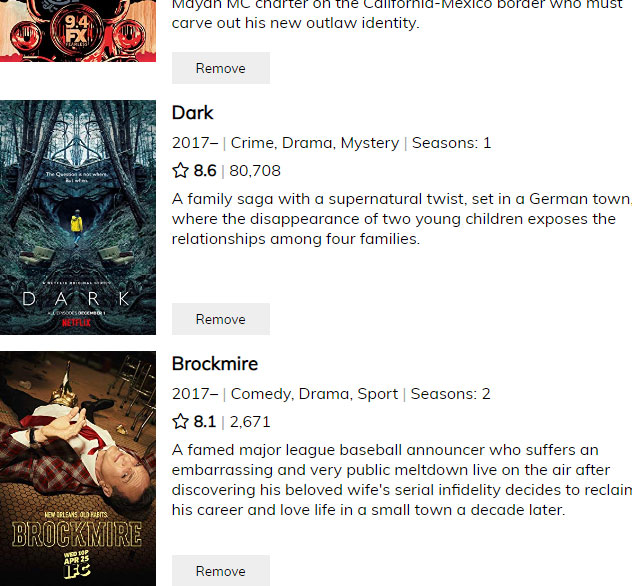 Mayan MC charter on the California-Mexico border who must
carve out his new outlaw identity.
9.4
FX
FEARLESS
Remove
Dark
2017– | Crime, Drama, Mystery | Seasons: 1
8.6 | 80,708
A family saga with a supernatural twist, set in a German town,
where the disappearance of two young children exposes the
relationships among four families.
Remove
The Question is not where.
But when.
A NETFLIX ORIGINAL SERIES
DARK
ALL EPISODES DECEMBER 1
NETFLIX
Brockmire
2017– | Comedy, Drama, Sport | Seasons: 2
8.1 | 2,671
A famed major league baseball announcer who suffers an
embarrassing and very public meltdown live on the air after
discovering his beloved wife's serial infidelity decides to reclaim
his career and love life in a small town a decade later.
Remove
NEW ORLEANS. OLD HABITS.
BROCKMIRE
WED 10P
APR 25
IFC